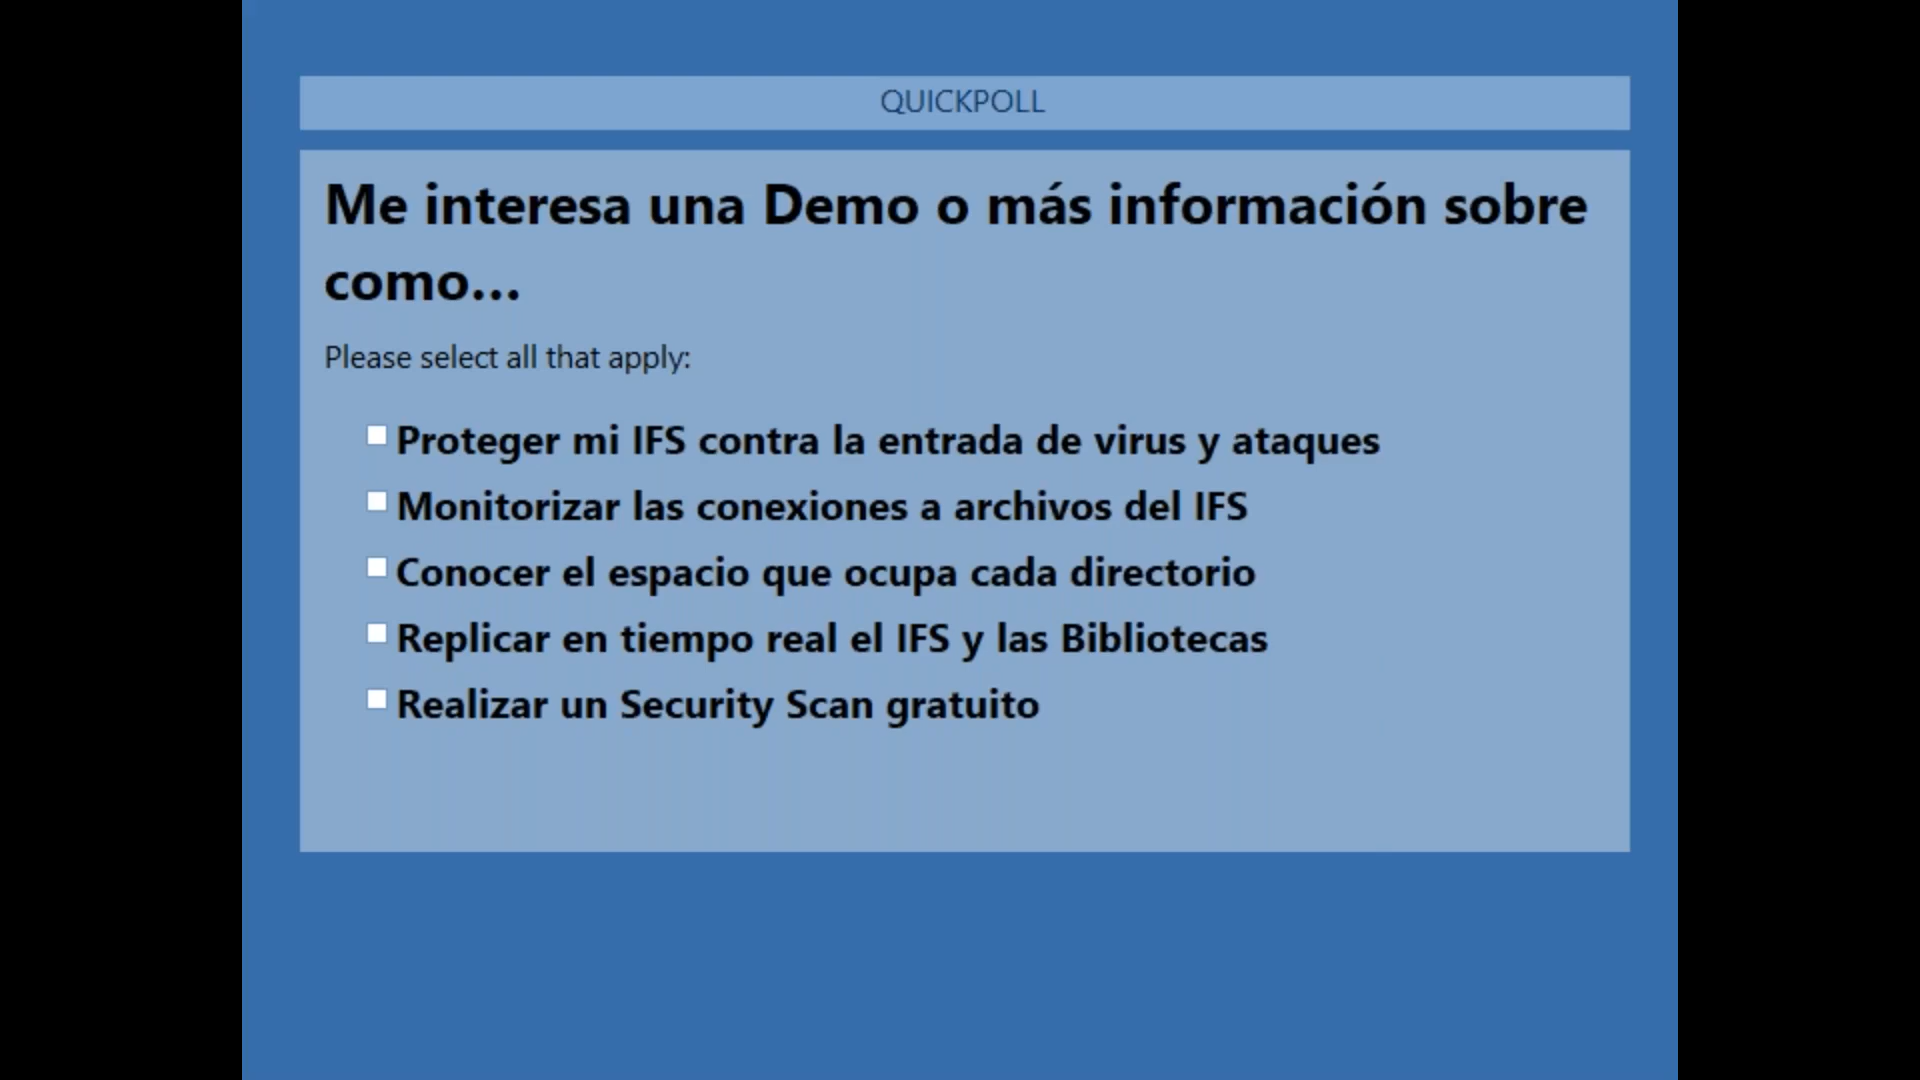 QUICKPOLL
Me interesa una Demo o más información sobre
como...
Please select all that apply:
Proteger mi IFS contra la entrada de virus y ataques
Monitorizar las conexiones a archivos del IFS
Conocer el espacio que ocupa cada directorio
Replicar en tiempo real el IFS y las Bibliotecas
Realizar un Security Scan gratuito